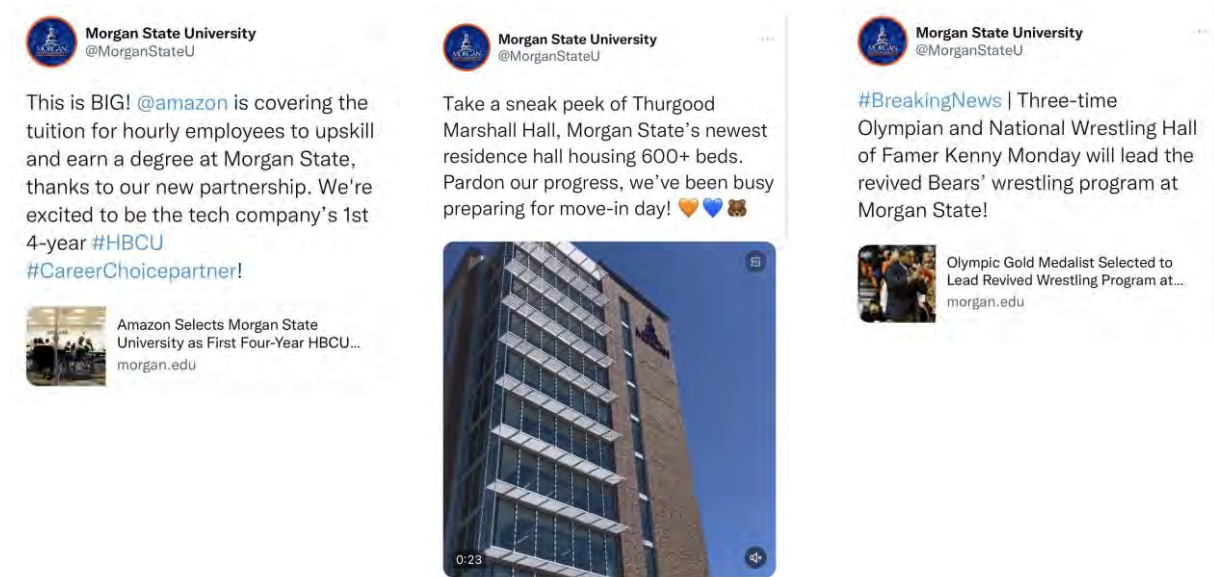 Morgan State University
@MorganStateU
This is BIG! @amazon is covering the
tuition for hourly employees to upskill
and earn a degree at Morgan State,
thanks to our new partnership. We're
excited to be the tech company's 1st
4-year #HBCU
#CareerChoicepartner!
Amazon Selects Morgan State
University as First Four-Year HBCU...
morgan.edu
Morgan State University
@MorganStateU
Take a sneak peek of Thurgood
Marshall Hall, Morgan State's newest
residence hall housing 600+ beds.
Pardon our progress, we've been busy
preparing for move-in day! 🧡 💙 🐻
MORGAN
0:23
Morgan State University
@MorganStateU
#BreakingNews | Three-time
Olympian and National Wrestling Hall
of Famer Kenny Monday will lead the
revived Bears' wrestling program at
Morgan State!
Olympic Gold Medalist Selected to
Lead Revived Wrestling Program at...
morgan.edu